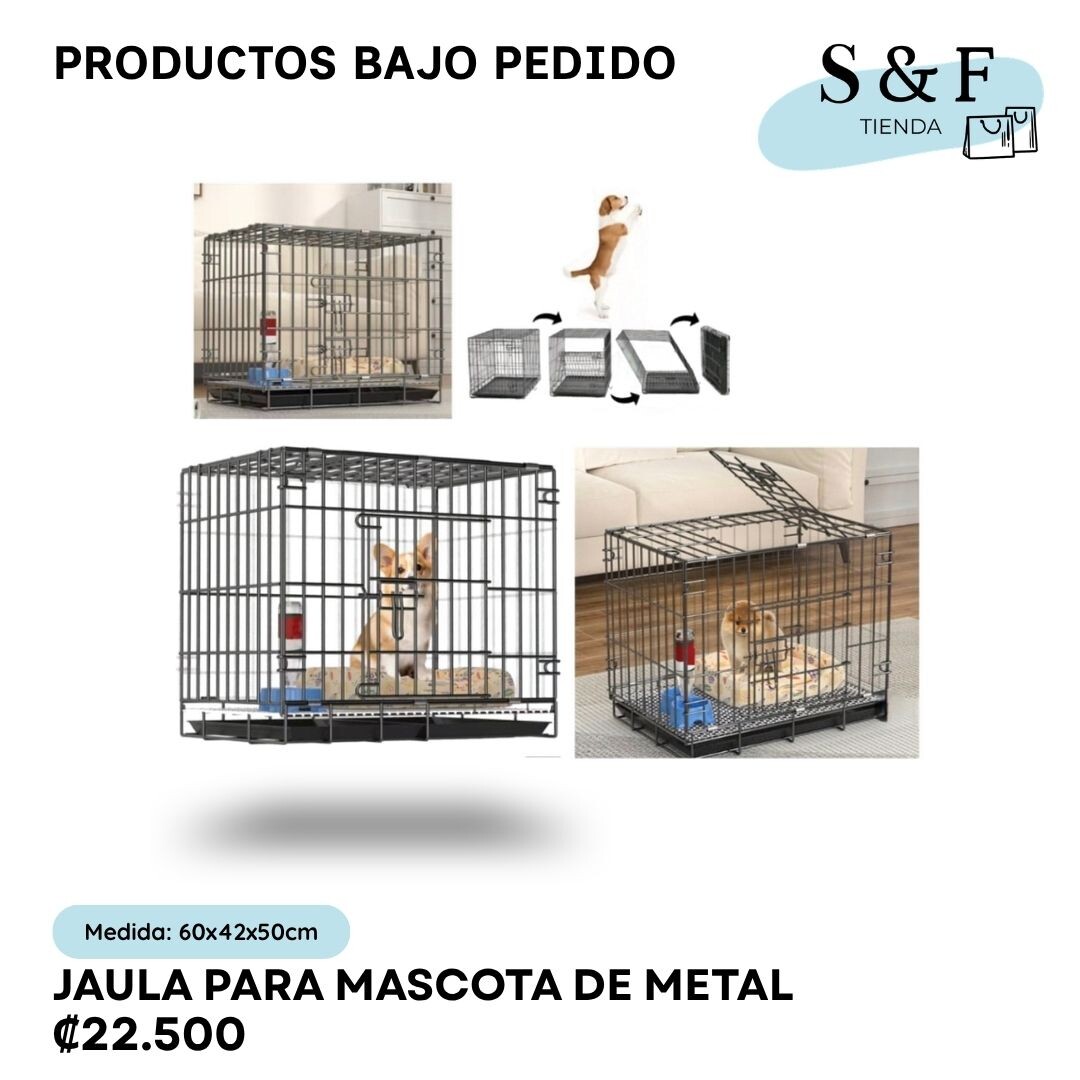 PRODUCTOS BAJO PEDIDO
S & F
TIENDA
Medida: 60x42x50cm
JAULA PARA MASCOTA DE METAL
₡22.500